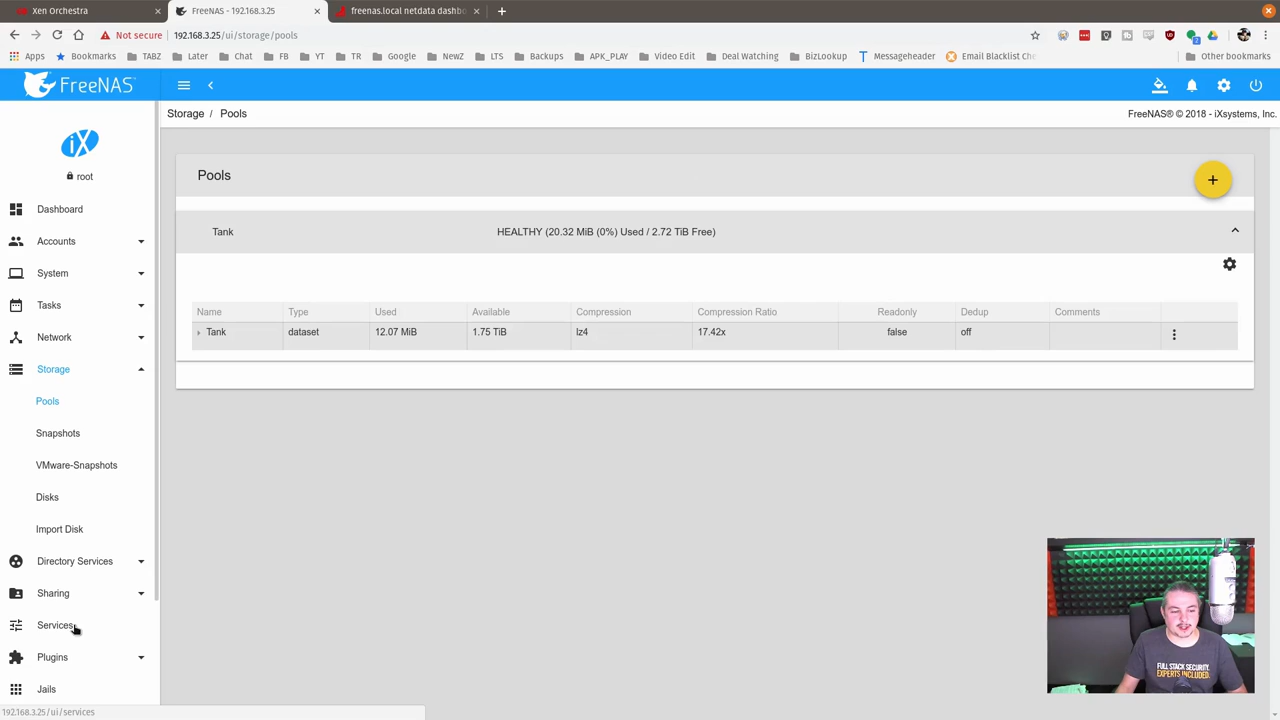 Xen Orchestra
FreeNAS - 192.168.3.25
freenas.local netdata dashbo
Not secure
192.168.3.25/ui/storage/pools
Apps
Bookmarks
TABZ
Later
Chat
FB
YT
TR
Google
NewZ
LTS
Backups
APK_PLAY
Video Edit
Deal Watching
BizLookup
Messageheader
Email Blacklist Che
Other bookmarks
FreeNAS®
Storage / Pools
FreeNAS® © 2018 - iXsystems, Inc.
iX
root
Dashboard
Accounts
System
Tasks
Network
Storage
Pools
Snapshots
VMware-Snapshots
Disks
Import Disk
Directory Services
Sharing
Services
Plugins
Jails
192.168.3.25/ui/services
Pools
Tank HEALTHY (20.32 MiB (0%) Used / 2.72 TiB Free)
Name Type Used Available Compression Compression Ratio Readonly Dedup Comments
Tank dataset 12.07 MiB 1.75 TiB lz4 17.42x false off
FULL STACK SECURITY.
EXPERTS INCLUDED.